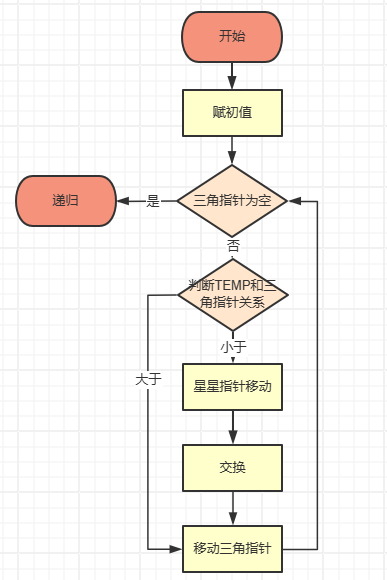 开始
赋初值
三角指针为空
是
递归
否
判断TEMP和三
角指针关系
小于
大于
星星指针移动
交换
移动三角指针